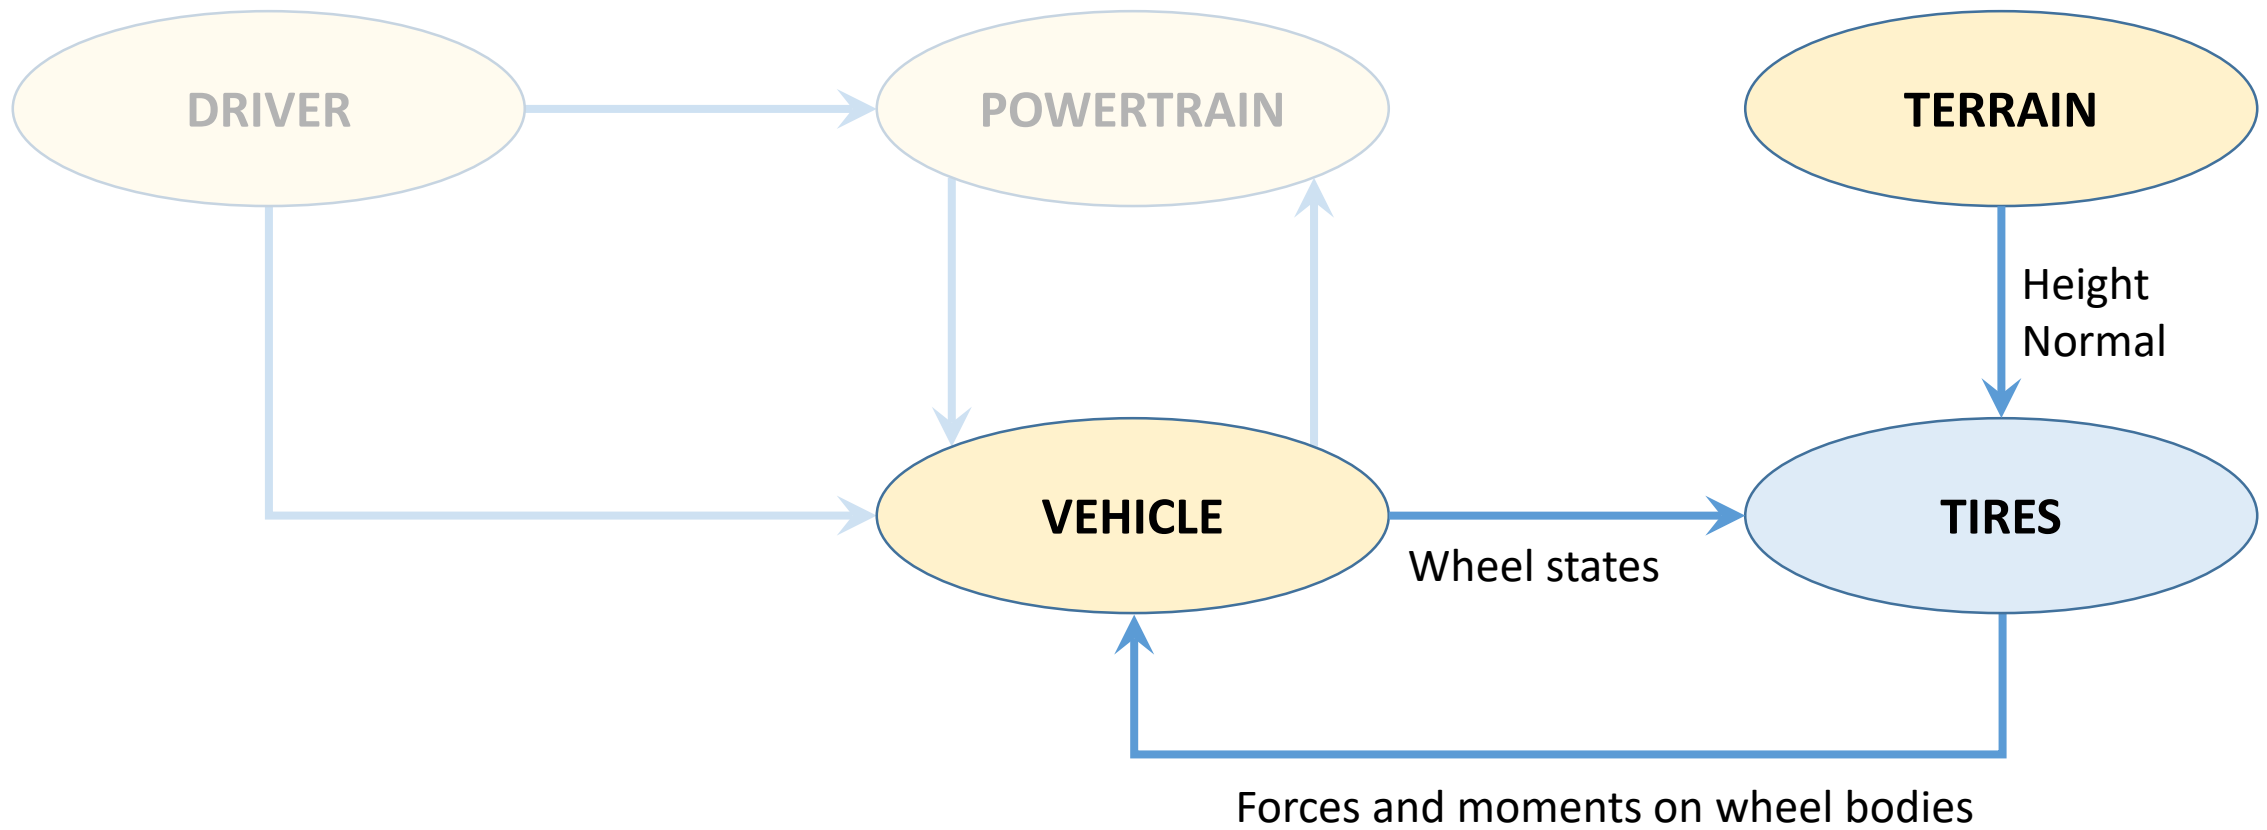 DRIVER
POWERTRAIN
TERRAIN
Height
Normal
VEHICLE
TIRES
Wheel states
Forces and moments on wheel bodies